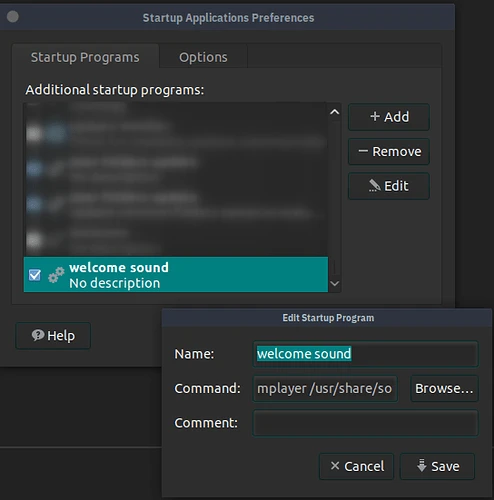 Startup Applications Preferences
Startup Programs
Options
Additional startup programs:
Add
Remove
Edit
welcome sound
No description
Help
Edit Startup Program
Name:
welcome sound
Command:
mplayer /usr/share/so
Browse...
Comment:
Cancel
Save